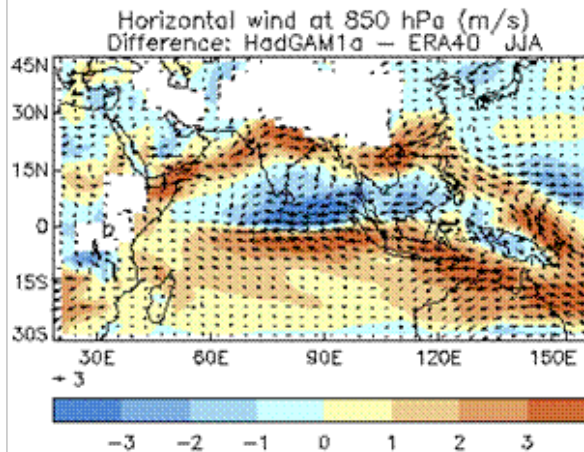 Horizontal wind at 850 hPa (m/s)
Difference: HadGAM1a – ERA40 JJA
45N
30N
15N
0
15S
30S
30E 60E 90E 120E 150E
3
-3 -2 -1 0 1 2 3